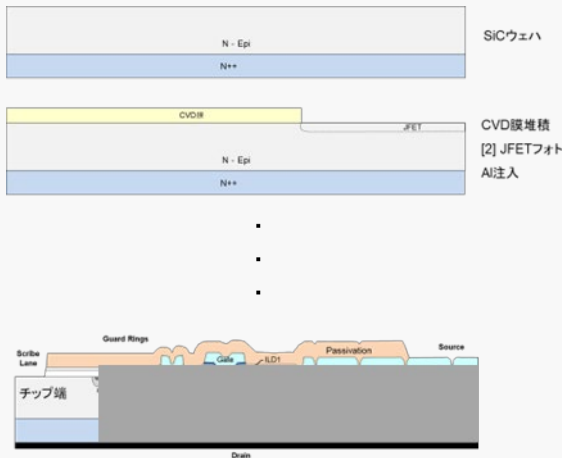 SiCウェハ
N - Epi
N++
CVD膜
JFET
CVD膜堆積
[2] JFETフォト
N - Epi
Al注入
N++
Guard Rings
Scribe
Lane
Gate
ILD1
Passivation
Source
チップ端
Drain